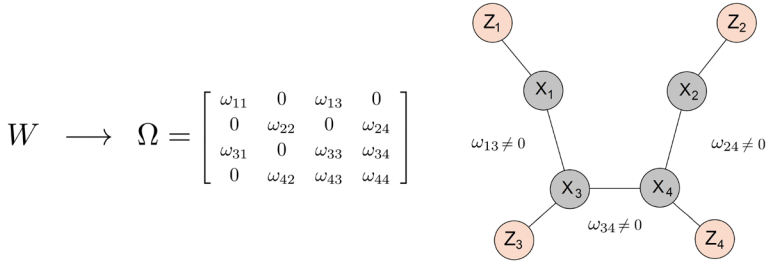 W ⟶ Ω = [ ω₁₁ 0 ω₁₃ 0
0 ω₂₂ 0 ω₂₄
ω₃₁ 0 ω₃₃ ω₃₄
0 ω₄₂ ω₄₃ ω₄₄ ]
Z₁ Z₂
X₁ X₂
ω₁₃ ≠ 0 ω₂₄ ≠ 0
X₃ X₄
ω₃₄ ≠ 0
Z₃ Z₄